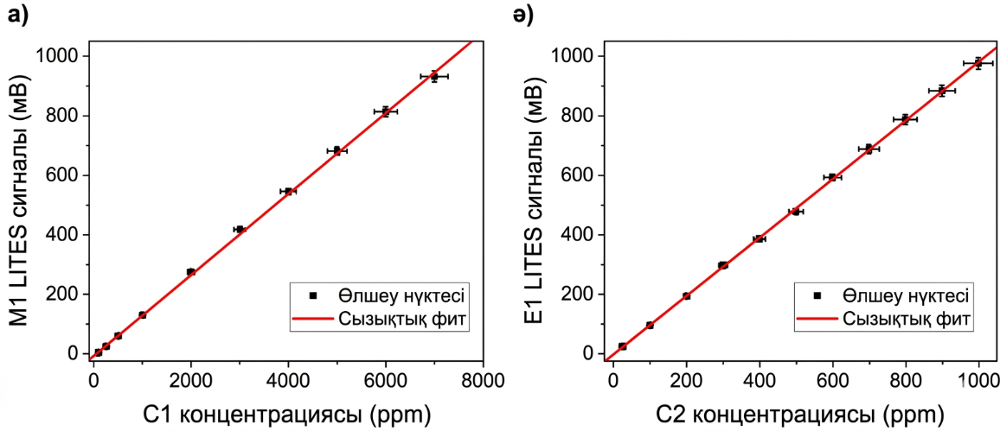 а)
M1 LITES сигналы (мВ)
1000
800
600
400
200
0
Өлшеу нүктесі
Сызықтық фит
0 2000 4000 6000 8000
C1 концентрациясы (ppm)
ә)
E1 LITES сигналы (мВ)
1000
800
600
400
200
0
Өлшеу нүктесі
Сызықтық фит
0 200 400 600 800 1000
C2 концентрациясы (ppm)